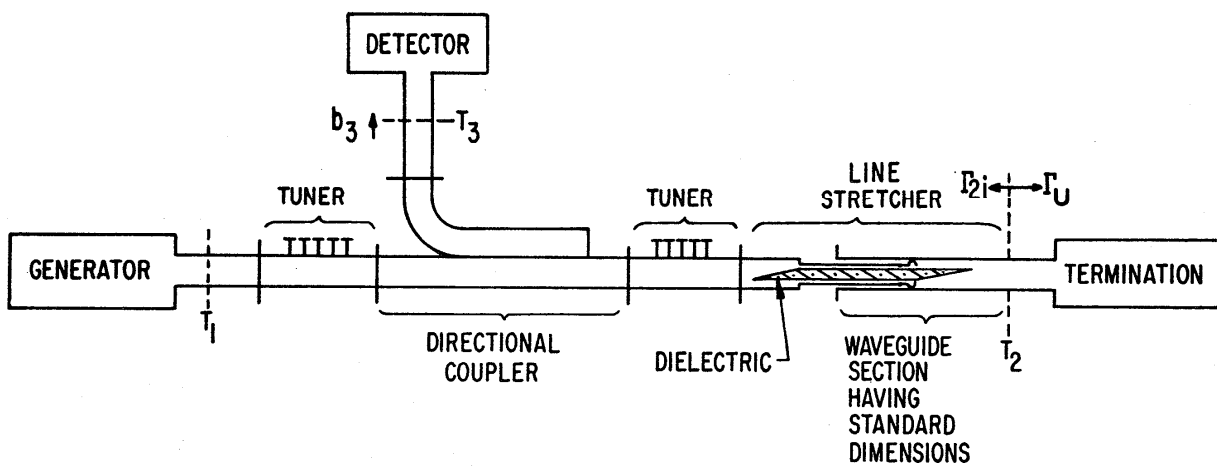 DETECTOR
b3
T3
TUNER
TUNER
LINE
STRETCHER
Γ2i
ΓU
GENERATOR
TERMINATION
T1
DIRECTIONAL
COUPLER
DIELECTRIC
WAVEGUIDE
SECTION
HAVING
STANDARD
DIMENSIONS
T2